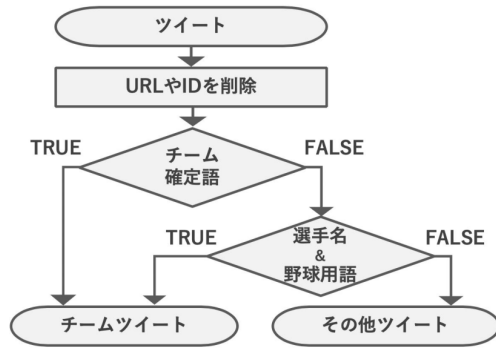 ツイート
URLやIDを削除
TRUE
FALSE
チーム
確定語
TRUE
FALSE
選手名
&
野球用語
チームツイート
その他ツイート